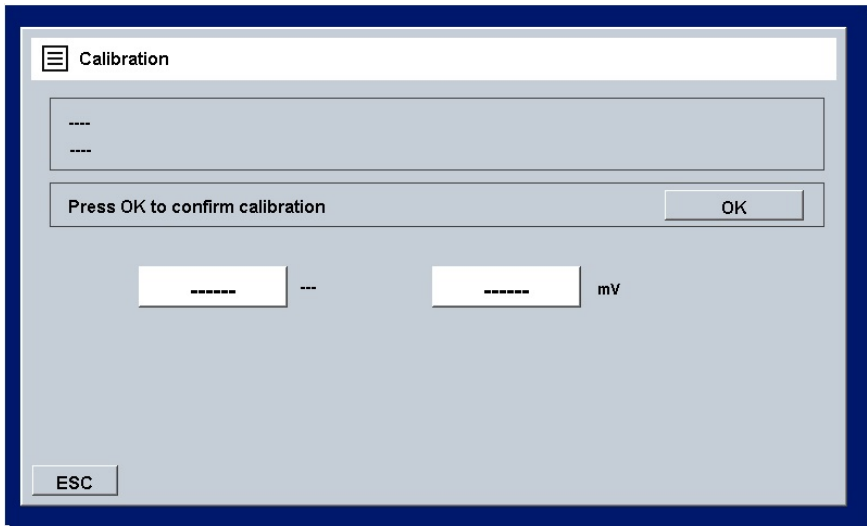 Calibration
----
----
Press OK to confirm calibration OK
------ --- ------ mV
ESC